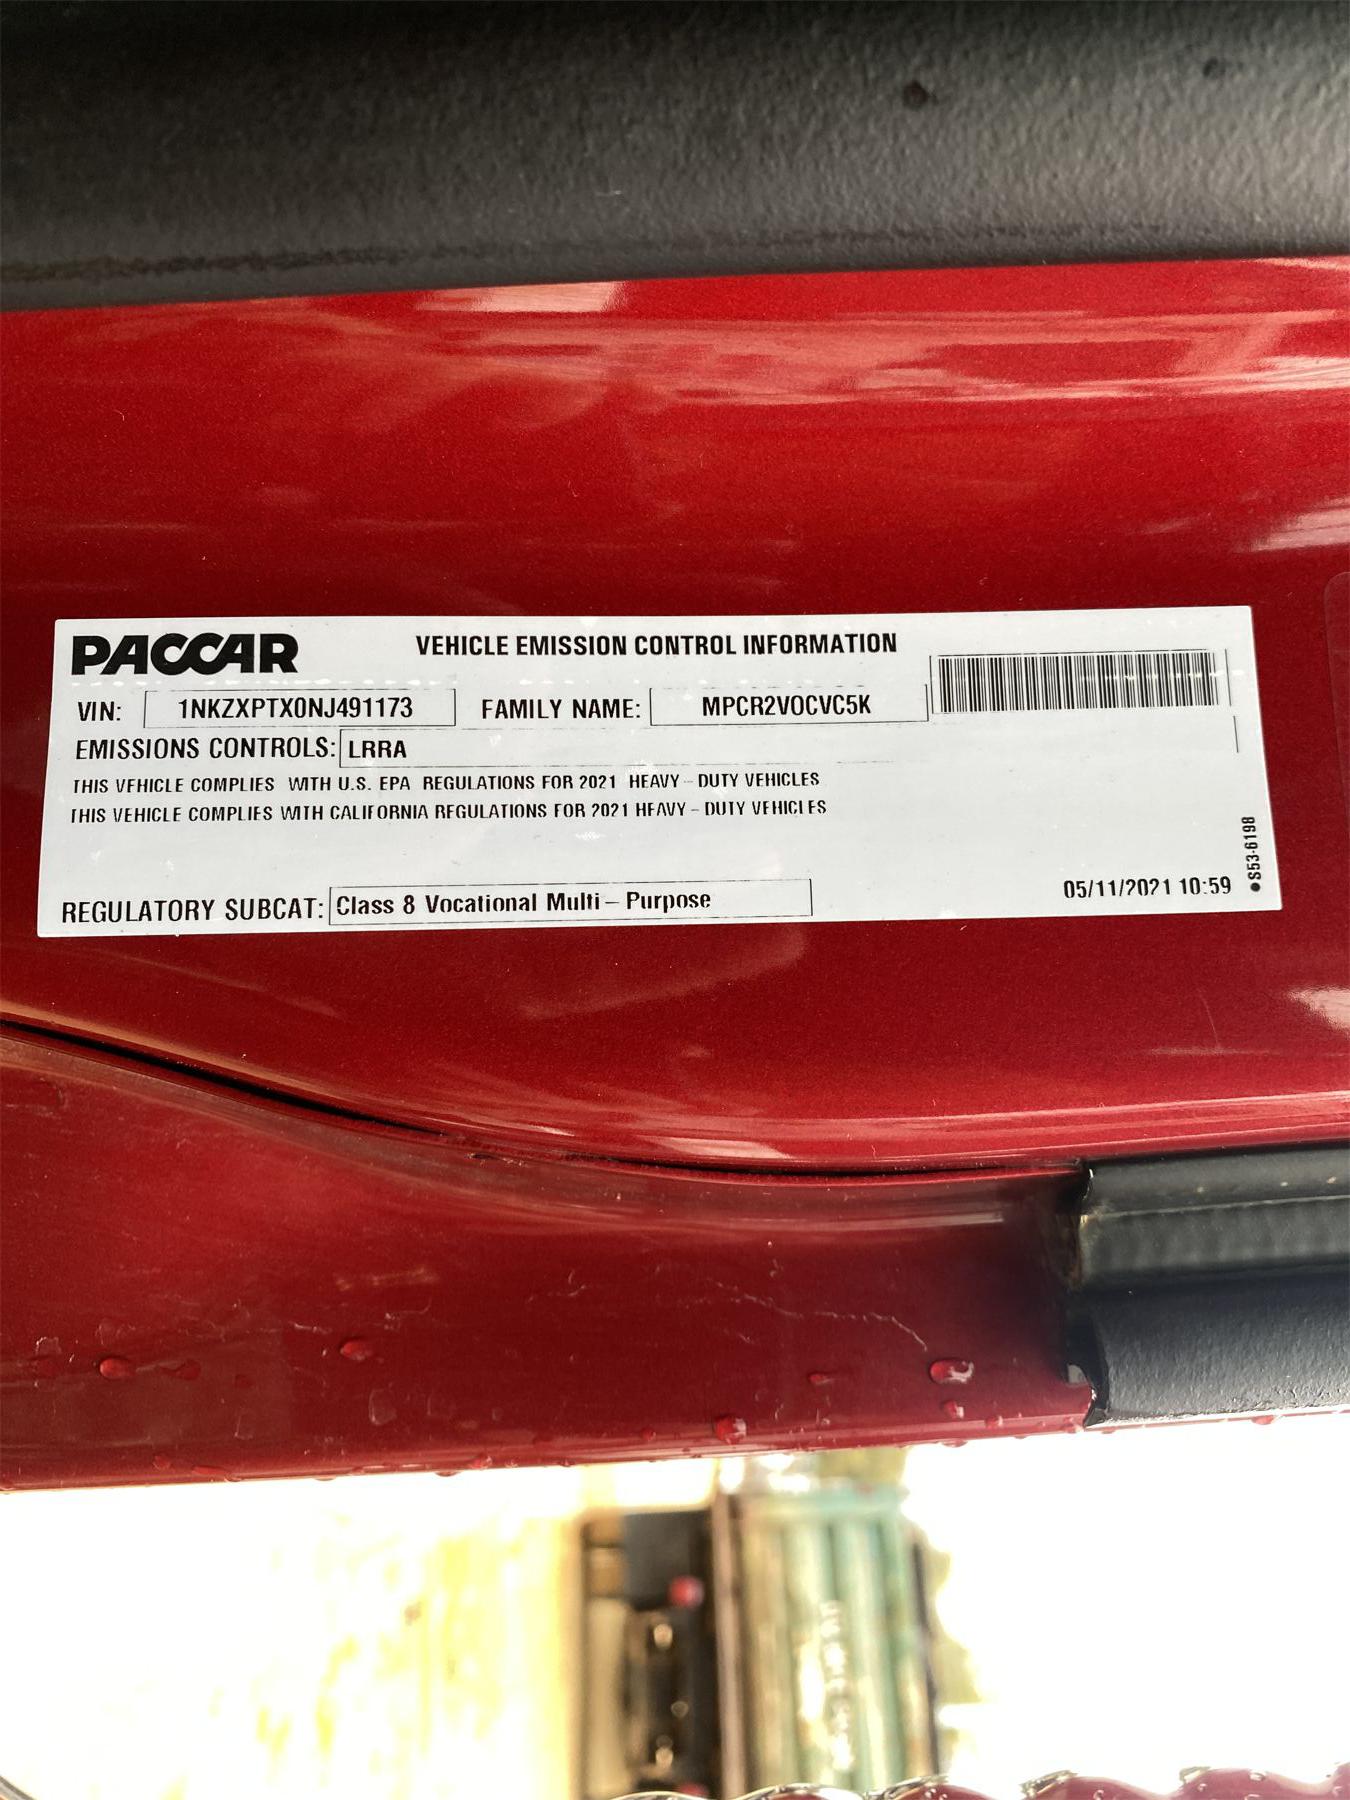 PACCAR VEHICLE EMISSION CONTROL INFORMATION
VIN: 1NKZXPTX0NJ491173 FAMILY NAME: MPCR2VOCVC5K
EMISSIONS CONTROLS: LRRA
THIS VEHICLE COMPLIES WITH U.S. EPA REGULATIONS FOR 2021 HEAVY - DUTY VEHICLES
THIS VEHICLE COMPLIES WITH CALIFORNIA REGULATIONS FOR 2021 HEAVY - DUTY VEHICLES
REGULATORY SUBCAT: Class 8 Vocational Multi - Purpose
05/11/2021 10:59
●S53-6198